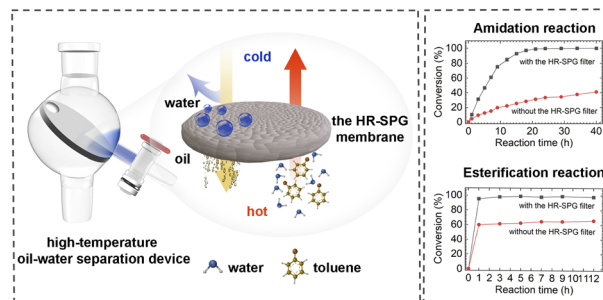 cold
water
the HR-SPG
membrane
oil
hot
high-temperature
oil-water separation device
water
toluene
Amidation reaction
Conversion (%)
100
80
60
40
20
0
with the HR-SPG filter
without the HR-SPG filter
0 10 20 30 40
Reaction time (h)
Esterification reaction
Conversion (%)
100
80
60
40
20
0
with the HR-SPG filter
without the HR-SPG filter
0 1 2 3 4 5 6 7 8 9 10 11 12
Reaction time (h)